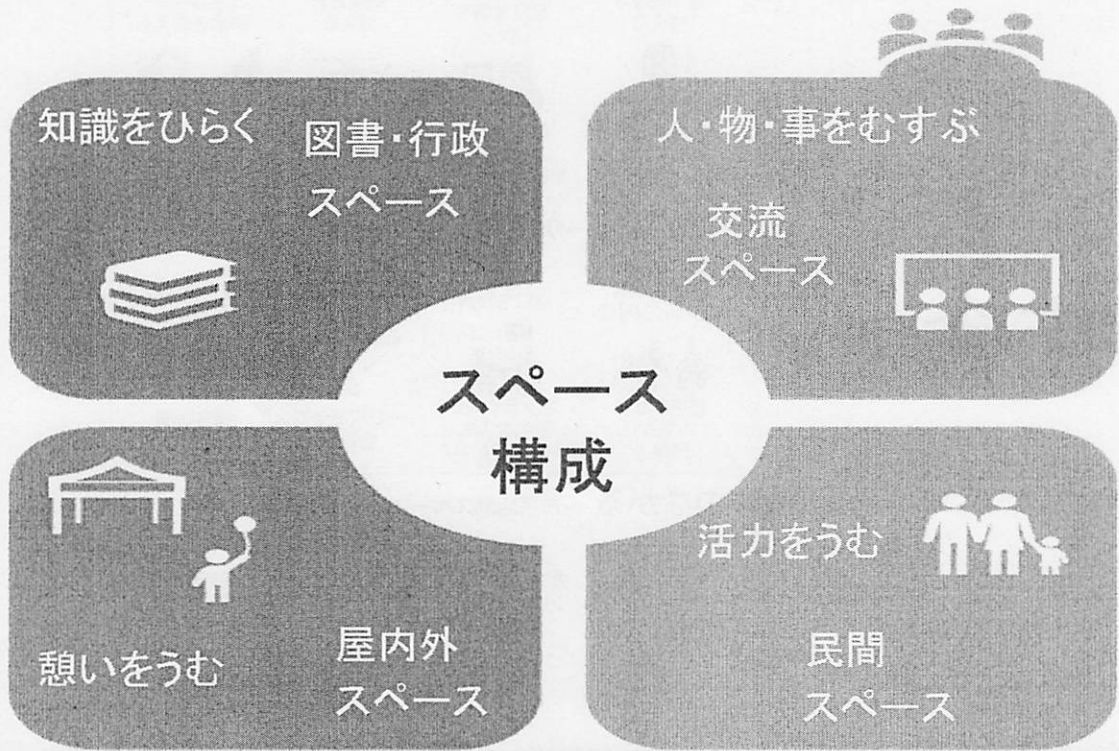 知識をひらく
図書・行政
スペース
人・物・事をむすぶ
交流
スペース
スペース
構成
憩いをうむ
屋内外
スペース
活力をうむ
民間
スペース